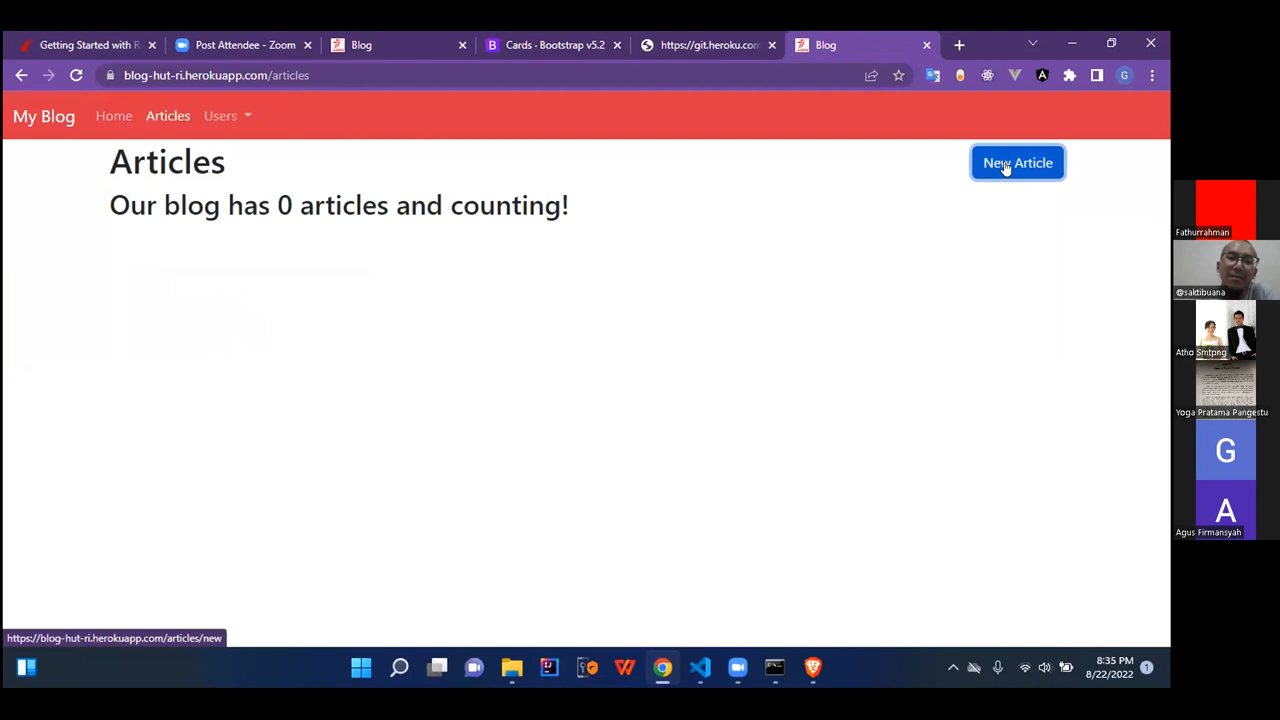 Getting Started with R
Post Attendee - Zoom
Blog
Cards · Bootstrap v5.2
https://git.heroku.com
Blog
blog-hut-ri.herokuapp.com/articles
G
My Blog
Home
Articles
Users
Articles
New Article
Our blog has 0 articles and counting!
Fathurrahman
@saktibuana
Atho Smtpng
Yoga Pratama Pangestu
G
A
Agus Firmansyah
https://blog-hut-ri.herokuapp.com/articles/new
8:35 PM
8/22/2022
1